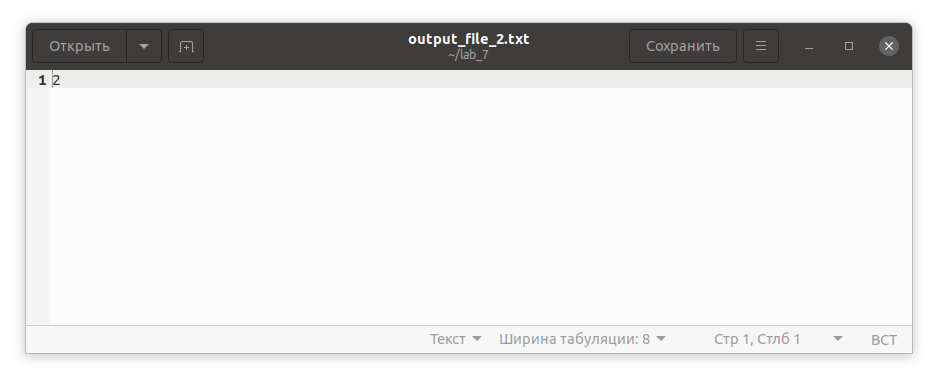 Открыть
output_file_2.txt
~/lab_7
Сохранить
1 2
Текст Ширина табуляции: 8 Стр 1, Стлб 1 ВСТ